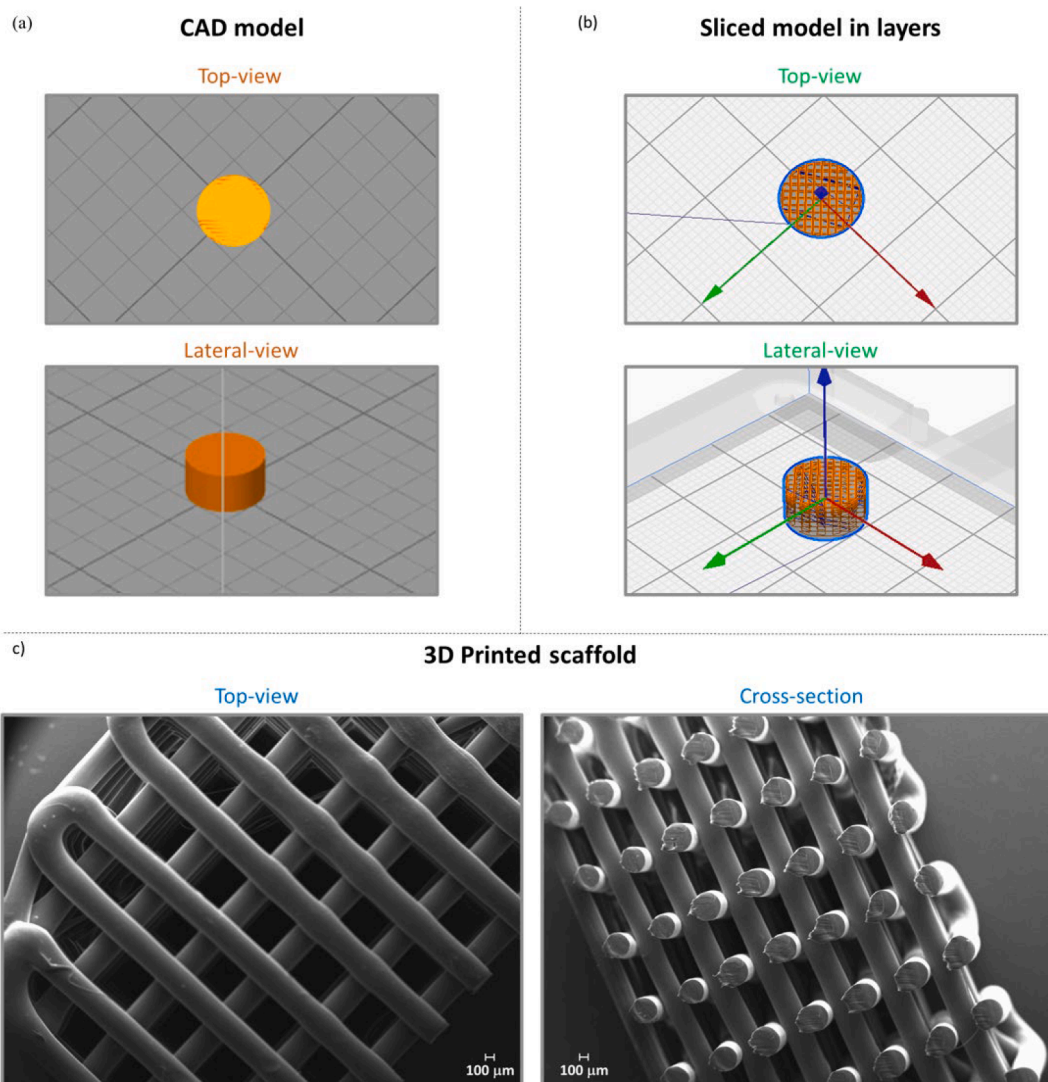 (a)
CAD model
Top-view
Lateral-view
(b)
Sliced model in layers
Top-view
Lateral-view
c)
3D Printed scaffold
Top-view
Cross-section
100 µm
100 µm